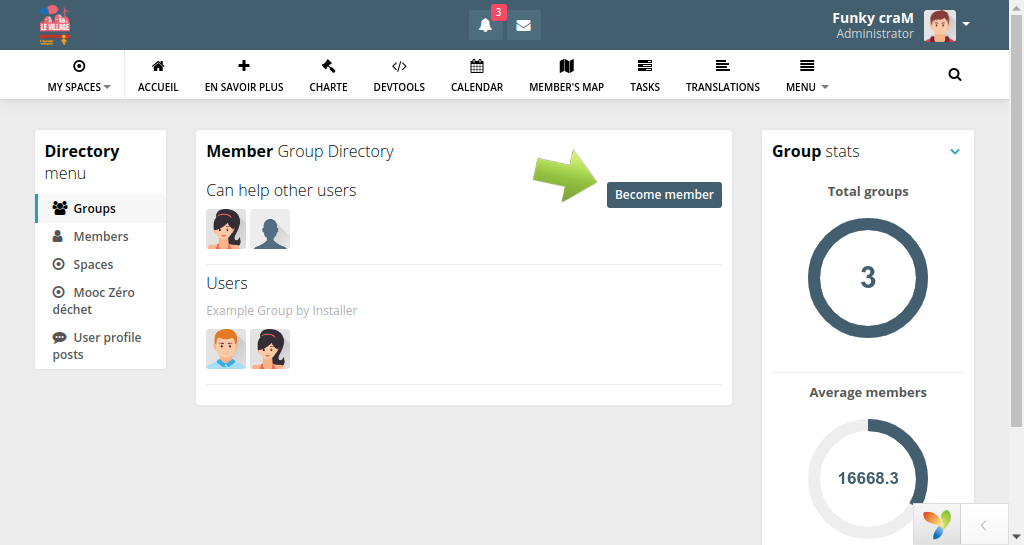 LE VILLAGE
3
Funky craM
Administrator
MY SPACES
ACCUEIL
EN SAVOIR PLUS
CHARTE
DEVTOOLS
CALENDAR
MEMBER'S MAP
TASKS
TRANSLATIONS
MENU
Directory
menu
Groups
Members
Spaces
Mooc Zéro
déchet
User profile
posts
Member Group Directory
Can help other users
Become member
Users
Example Group by Installer
Group stats
Total groups
3
Average members
16668.3